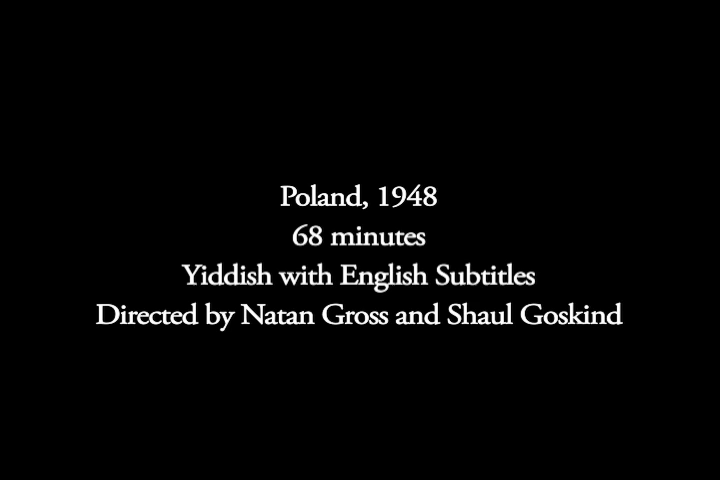 Poland, 1948
68 minutes
Yiddish with English Subtitles
Directed by Natan Gross and Shaul Goskind